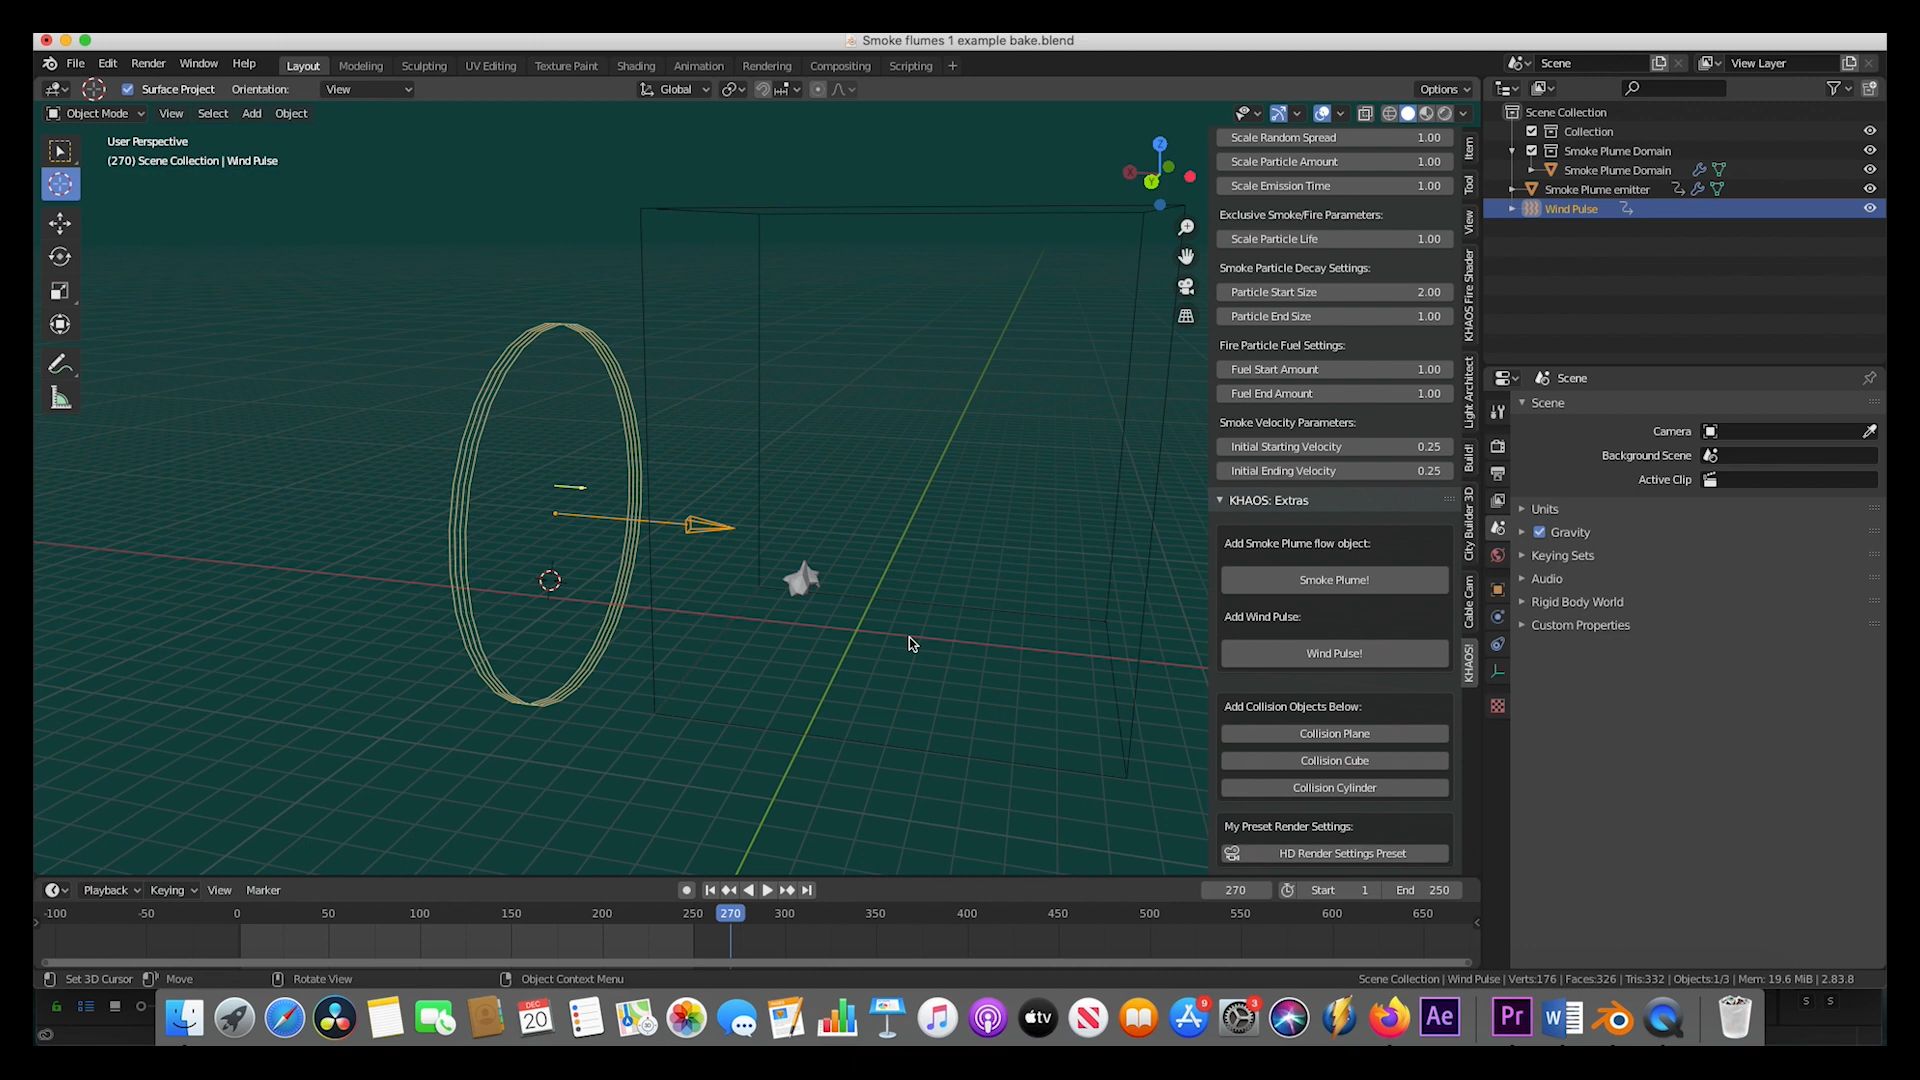 Smoke flumes 1 example bake.blend
File Edit Render Window Help Layout Modeling Sculpting UV Editing Texture Paint Shading Animation Rendering Compositing Scripting + Scene View Layer
Surface Project Orientation: View Global Options
Object Mode View Select Add Object
User Perspective
(270) Scene Collection | Wind Pulse
Z
X
Y
Scale Random Spread 1.00
Scale Particle Amount 1.00
Scale Emission Time 1.00
Exclusive Smoke/Fire Parameters:
Scale Particle Life 1.00
Smoke Particle Decay Settings:
Particle Start Size 2.00
Particle End Size 1.00
Fire Particle Fuel Settings:
Fuel Start Amount 1.00
Fuel End Amount 1.00
Smoke Velocity Parameters:
Initial Starting Velocity 0.25
Initial Ending Velocity 0.25
KHAOS: Extras
Add Smoke Plume flow object:
Smoke Plume!
Add Wind Pulse:
Wind Pulse!
Add Collision Objects Below:
Collision Plane
Collision Cube
Collision Cylinder
My Preset Render Settings:
HD Render Settings Preset
Item
Tool
View
KHAOS Fire Shader
Light Architect
Build!
City Builder 3D
Cable Cam
KHAOS!
Scene Collection
Collection
Smoke Plume Domain
Smoke Plume Domain
Smoke Plume emitter
Wind Pulse
Scene
Scene
Camera
Background Scene
Active Clip
Units
Gravity
Keying Sets
Audio
Rigid Body World
Custom Properties
Playback Keying View Marker 270 Start 1 End 250
-100 -50 0 50 100 150 200 250 270 300 350 400 450 500 550 600 650
Set 3D Cursor Move Rotate View Object Context Menu Scene Collection | Wind Pulse | Verts:176 | Faces:326 | Tris:332 | Objects:1/3 | Mem: 19.6 MiB | 2.83.8
DEC
20
tv
9
3
Ae
Pr
W
S S